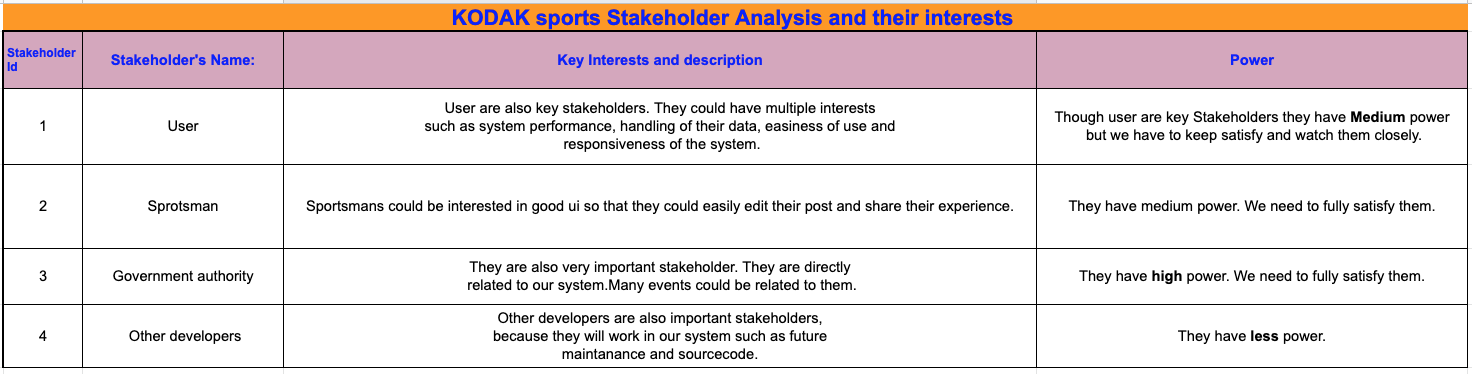 KODAK sports Stakeholder Analysis and their interests
Stakeholder
Id
Stakeholder's Name:
Key Interests and description
Power
1
User
User are also key stakeholders. They could have multiple interests
such as system performance, handling of their data, easiness of use and
responsiveness of the system.
Though user are key Stakeholders they have Medium power
but we have to keep satisfy and watch them closely.
2
Sprotsman
Sportsmans could be interested in good ui so that they could easily edit their post and share their experience.
They have medium power. We need to fully satisfy them.
3
Government authority
They are also very important stakeholder. They are directly
related to our system.Many events could be related to them.
They have high power. We need to fully satisfy them.
4
Other developers
Other developers are also important stakeholders,
because they will work in our system such as future
maintanance and sourcecode.
They have less power.